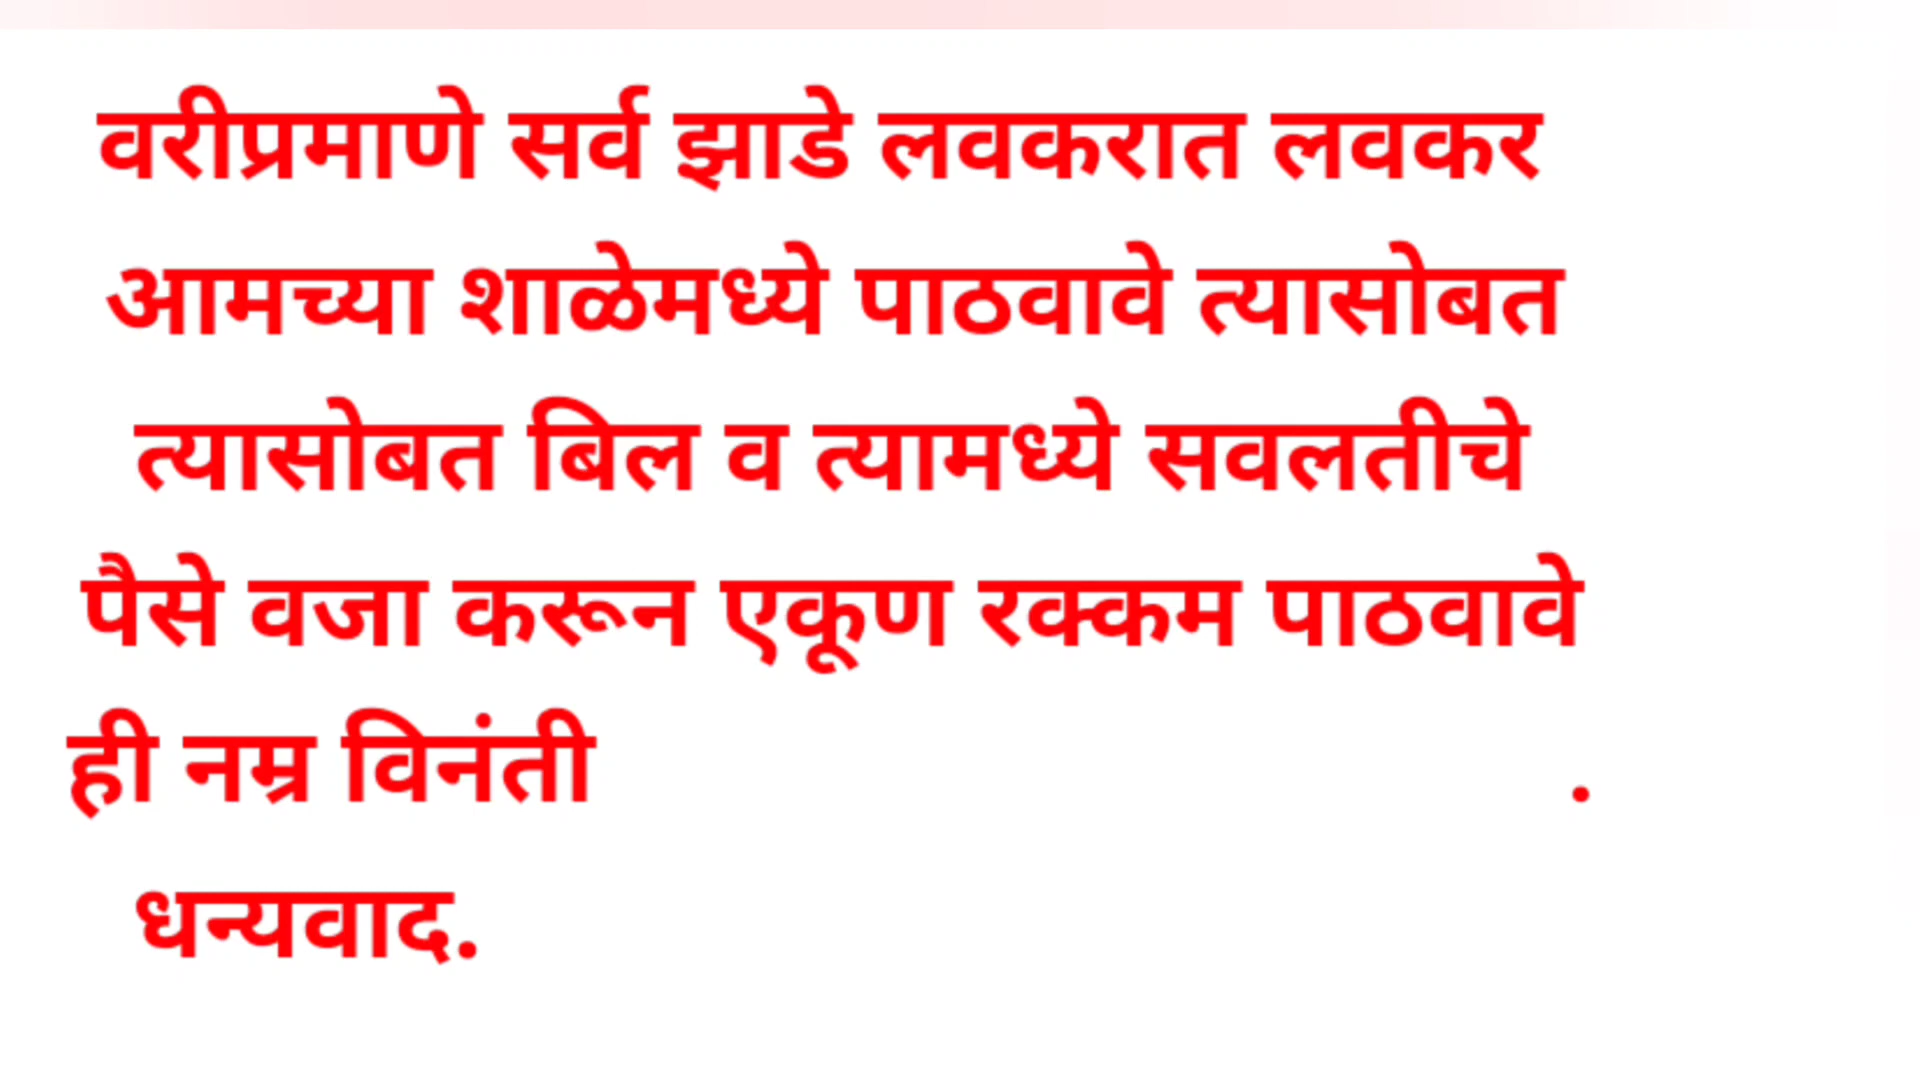 वरीप्रमाणे सर्व झाडे लवकरात लवकर
आमच्या शाळेमध्ये पाठवावे त्यासोबत
त्यासोबत बिल व त्यामध्ये सवलतीचे
पैसे वजा करून एकूण रक्कम पाठवावे
ही नम्र विनंती .
धन्यवाद.